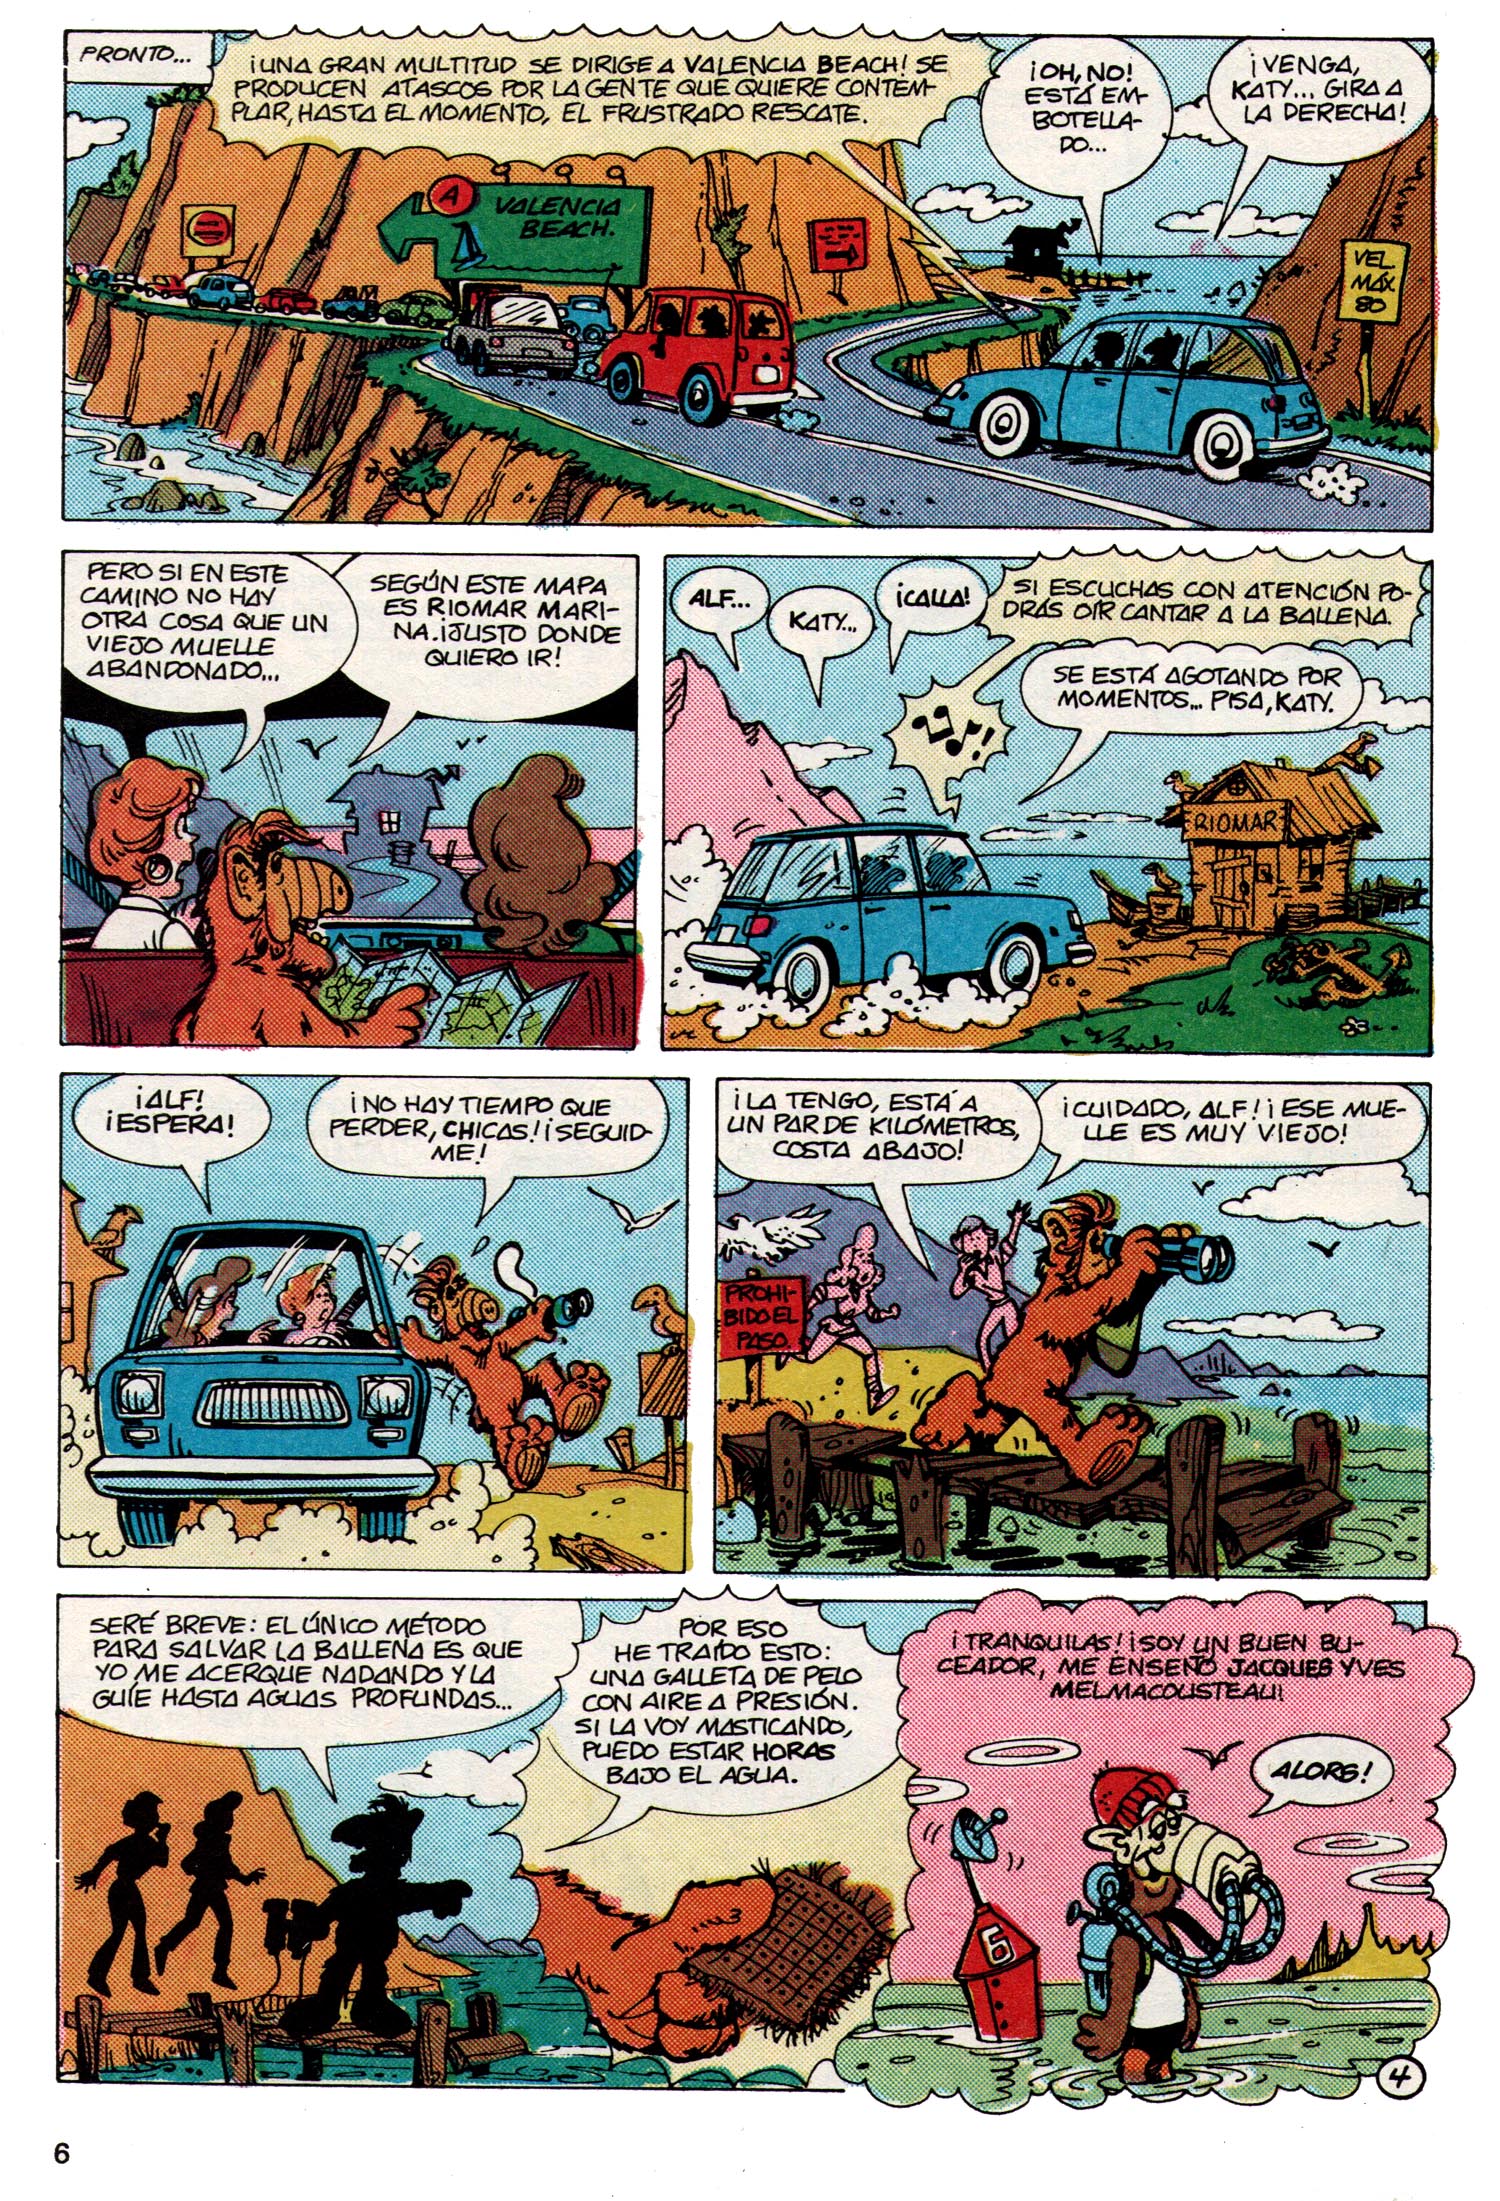 PRONTO...
¡UNA GRAN MULTITUD SE DIRIGE A VALENCIA BEACH! SE
PRODUCEN ATASCOS POR LA GENTE QUE QUIERE CONTEM-
PLAR, HASTA EL MOMENTO, EL FRUSTRADO RESCATE.
¡OH, NO!
ESTÁ EM-
BOTELLA-
DO...
¡VENGA,
KATY... GIRA A
LA DERECHA!
A
VALENCIA
BEACH.
VEL
MÁX.
80
PERO SI EN ESTE
CAMINO NO HAY
OTRA COSA QUE UN
VIEJO MUELLE
ABANDONADO...
SEGÚN ESTE MAPA
ES RIOMAR MARI-
NA. ¡JUSTO DONDE
QUIERO IR!
ALF...
KATY...
¡CALLA!
SI ESCUCHAS CON ATENCIÓN PO-
DRÁS OIR CANTAR A LA BALLENA.
SE ESTÁ AGOTANDO POR
MOMENTOS... PISA, KATY.
!
RIOMAR
¡ALF!
¡ESPERA!
¡NO HAY TIEMPO QUE
PERDER, CHICAS! ¡SEGUID-
ME!
¡LA TENGO, ESTÁ A
UN PAR DE KILÓMETROS,
COSTA ABAJO!
¡CUIDADO, ALF! ¡ESE MUE-
LLE ES MUY VIEJO!
PROHI-
BIDO EL
PASO.
SERÉ BREVE: EL ÚNICO MÉTODO
PARA SALVAR LA BALLENA ES QUE
YO ME ACERQUE NADANDO Y LA
GUÍE HASTA AGUAS PROFUNDAS...
POR ESO
HE TRAÍDO ESTO:
UNA GALLETA DE PELO
CON AIRE A PRESIÓN.
SI LA VOY MASTICANDO,
PUEDO ESTAR HORAS
BAJO EL AGUA.
¡TRANQUILAS! ¡SOY UN BUEN BU-
CEADOR, ME ENSEÑÓ JACQUES YVES
MELMACOUSTEAU!
ALORS!
6
4
6